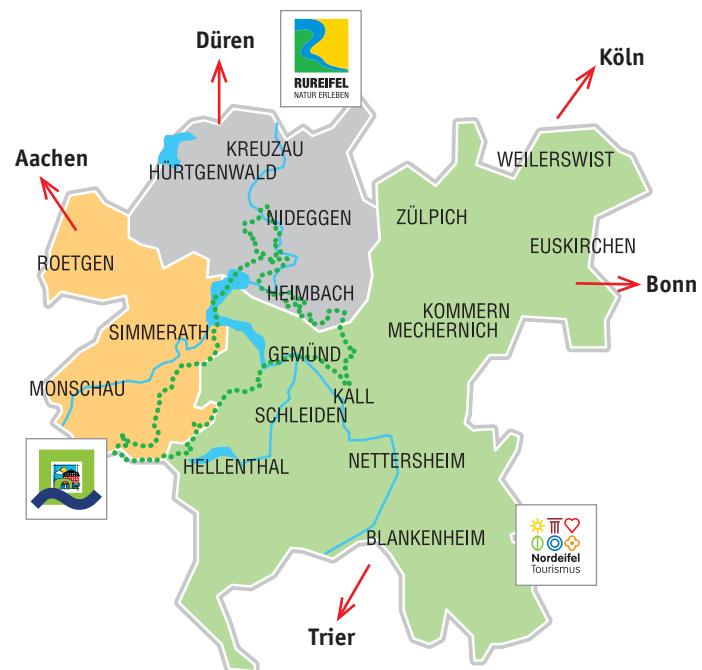 Düren
RUREIFEL
NATUR ERLEBEN
Köln
Aachen
KREUZAU
HÜRTGENWALD
WEILERSWIST
NIDEGGEN
ZÜLPICH
ROETGEN
EUSKIRCHEN
Bonn
HEIMBACH
KOMMERN
MECHERNICH
SIMMERATH
GEMÜND
MONSCHAU
KALL
SCHLEIDEN
HELLENTHAL
NETTERSHEIM
BLANKENHEIM
Nordeifel
Tourismus
Trier